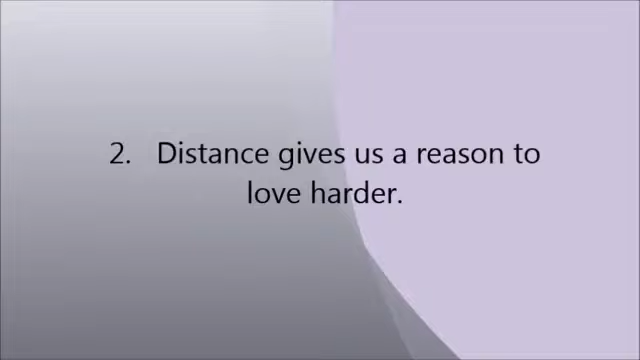 2. Distance gives us a reason to
love harder.